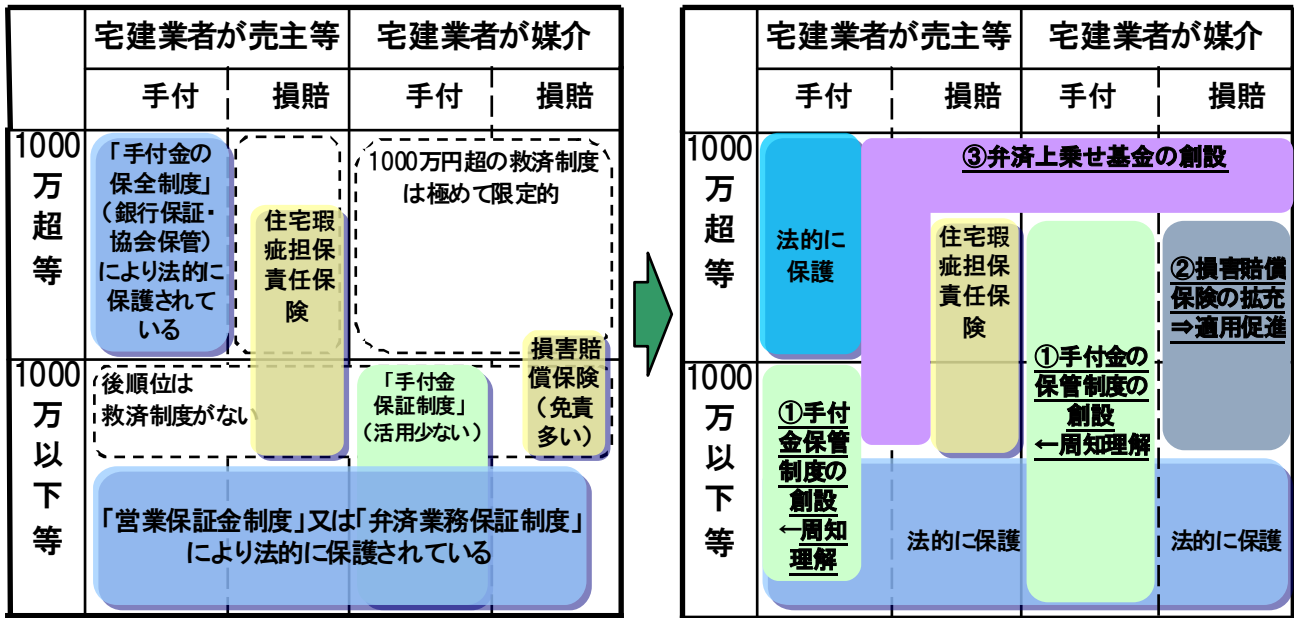 宅建業者が売主等
宅建業者が媒介
手付
損賠
手付
損賠
1000
万
超
等
「手付金の
保全制度」
（銀行保証・
協会保管）
により法的に
保護されて
いる
住宅瑕
疵担保
責任保
険
1000万円超の救済制度
は極めて限定的
1000
万
以
下
等
後順位は
救済制度がない
「手付金
保証制度」
（活用少ない）
損害賠
償保険
（免責
多い）
「営業保証金制度」又は「弁済業務保証制度」
により法的に保護されている
宅建業者が売主等
宅建業者が媒介
手付
損賠
手付
損賠
1000
万
超
等
③弁済上乗せ基金の創設
法的に
保護
住宅瑕
疵担保
責任保
険
②損害賠償
保険の拡充
⇒適用促進
1000
万
以
下
等
①手付
金保管
制度の
創設
←周知
理解
①手付金の
保管制度の
創設
←周知理解
法的に保護
法的に保護